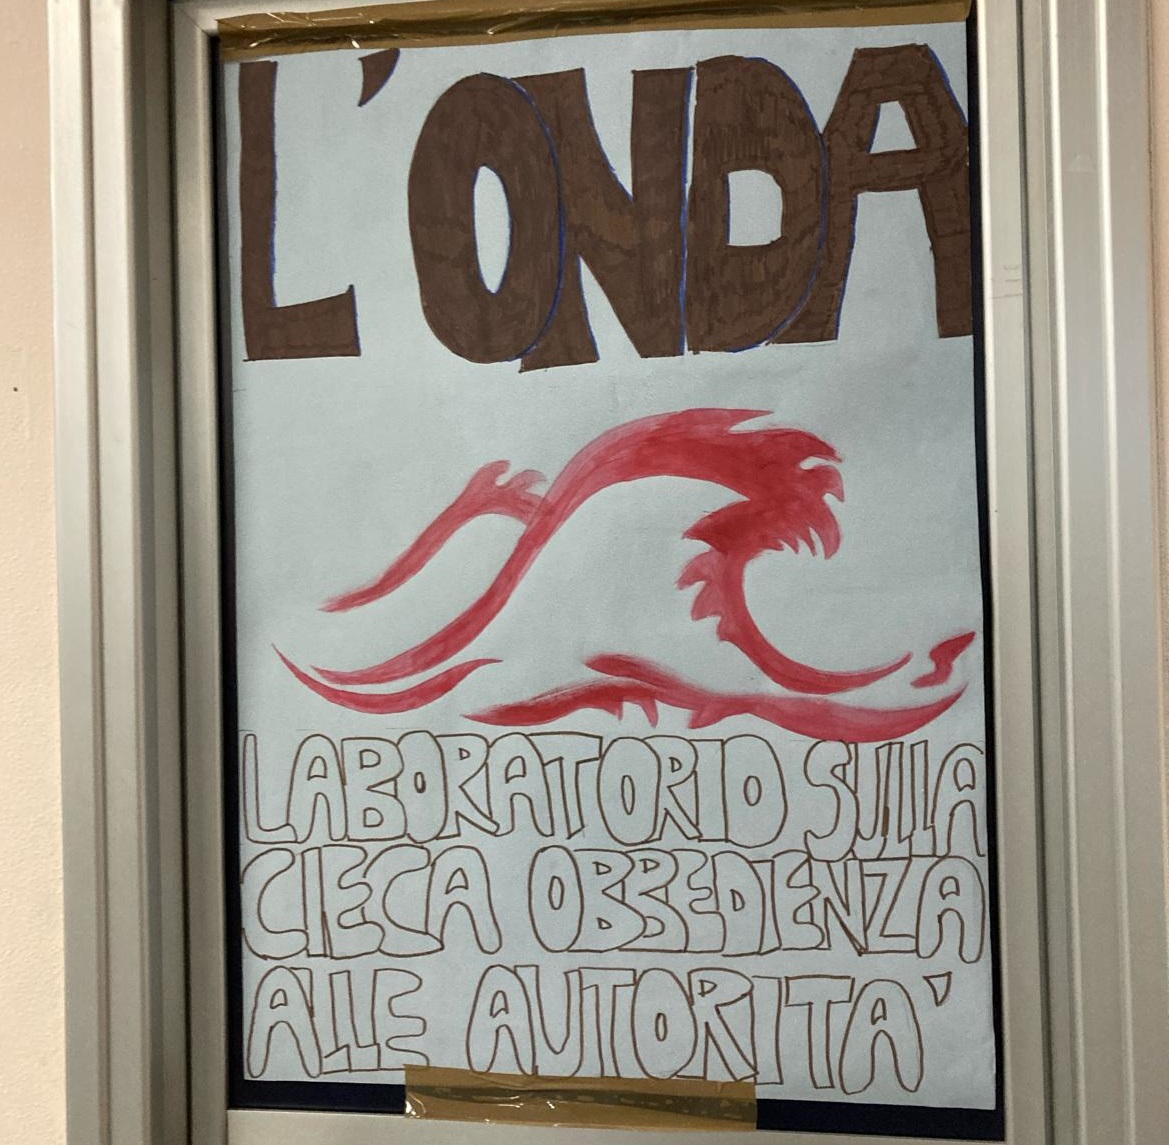 L'ONDA
LABORATORIO SULLA
CIECA OBBEDIENZA
ALLE AUTORITA'